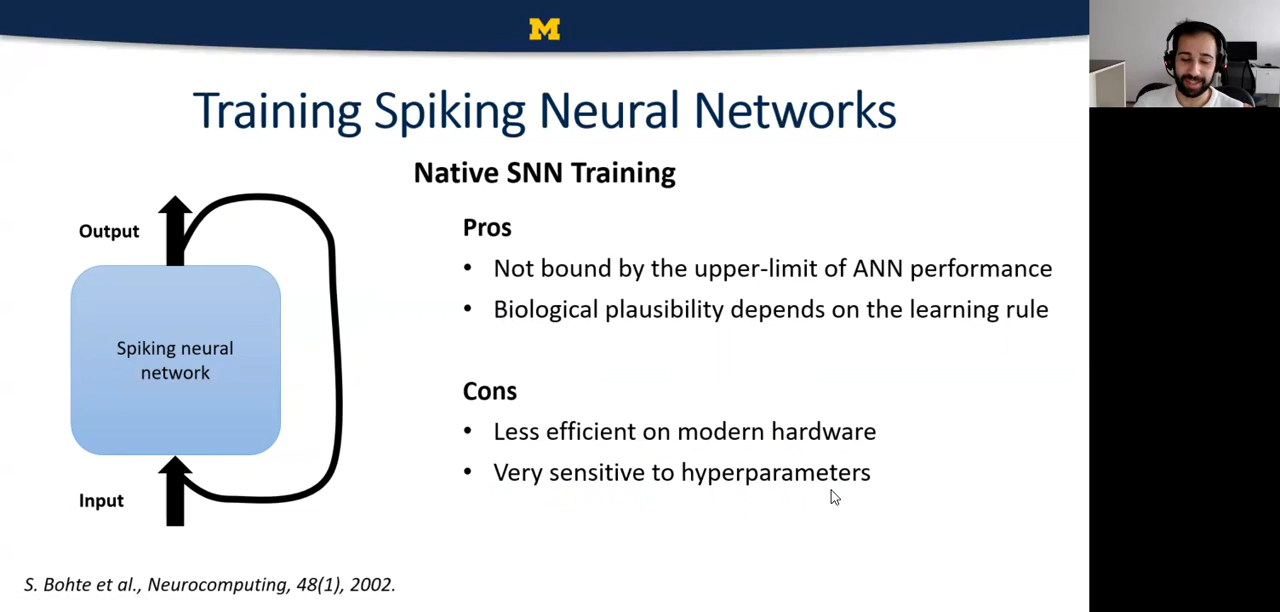 M
Training Spiking Neural Networks
Native SNN Training
Pros
• Not bound by the upper-limit of ANN performance
• Biological plausibility depends on the learning rule
Cons
• Less efficient on modern hardware
• Very sensitive to hyperparameters
Output
Spiking neural
network
Input
S. Bohte et al., Neurocomputing, 48(1), 2002.